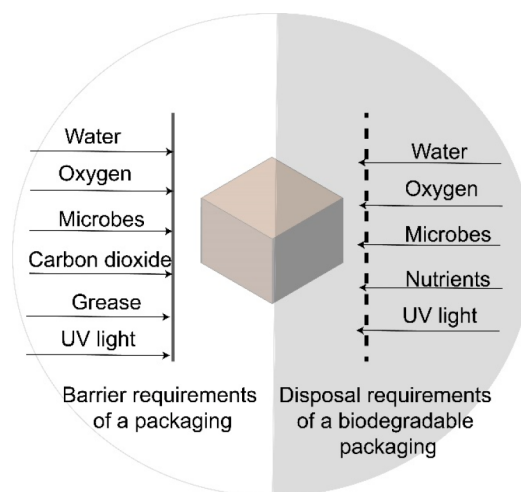 Water
Oxygen
Microbes
Carbon dioxide
Grease
UV light
Barrier requirements
of a packaging
Water
Oxygen
Microbes
Nutrients
UV light
Disposal requirements
of a biodegradable
packaging